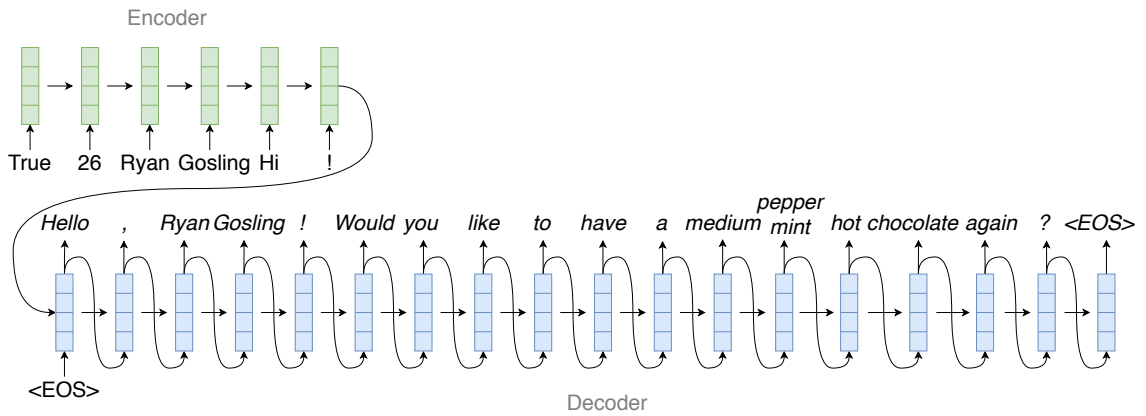 Encoder
True 26 Ryan Gosling Hi !
Hello , Ryan Gosling ! Would you like to have a medium pepper mint hot chocolate again ? <EOS>
<EOS>
Decoder